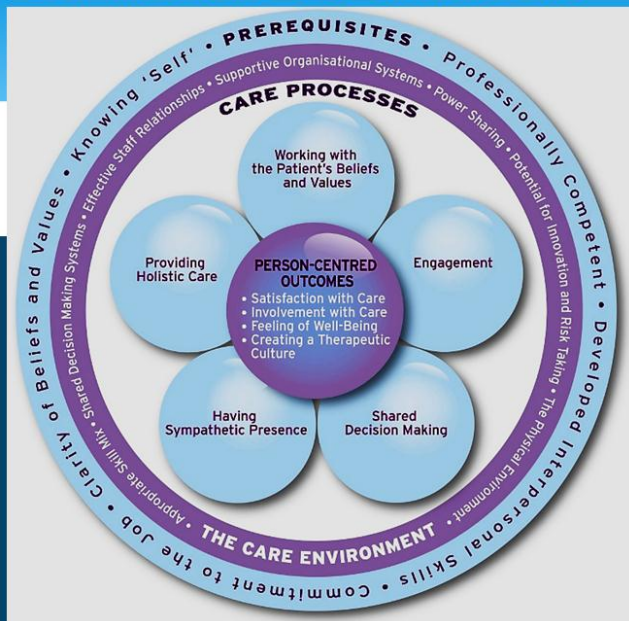 PREREQUISITES • Professionally Competent • Developed Interpersonal Skills • Commitment to the Job • Clarity of Beliefs and Values • Knowing 'Self' •
THE CARE ENVIRONMENT • Appropriate Skill Mix • Shared Decision Making Systems • Effective Staff Relationships • Supportive Organisational Systems • Power Sharing • Potential for Innovation and Risk Taking • The Physical Environment •
CARE PROCESSES
Working with
the Patient's Beliefs
and Values
Providing
Holistic Care
Engagement
PERSON-CENTRED
OUTCOMES
• Satisfaction with Care
• Involvement with Care
• Feeling of Well-Being
• Creating a Therapeutic
Culture
Having
Sympathetic Presence
Shared
Decision Making